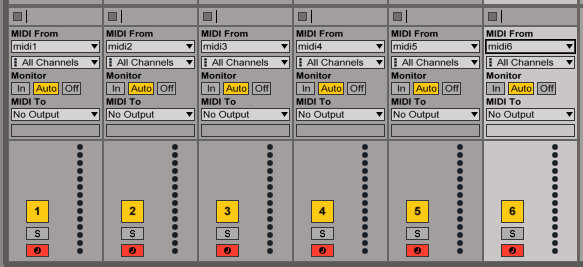 MIDI From MIDI From MIDI From MIDI From MIDI From MIDI From
midi1 midi2 midi3 midi4 midi5 midi6
All Channels All Channels All Channels All Channels All Channels All Channels
Monitor Monitor Monitor Monitor Monitor Monitor
In Auto Off In Auto Off In Auto Off In Auto Off In Auto Off In Auto Off
MIDI To MIDI To MIDI To MIDI To MIDI To MIDI To
No Output No Output No Output No Output No Output No Output
1 2 3 4 5 6
S S S S S S